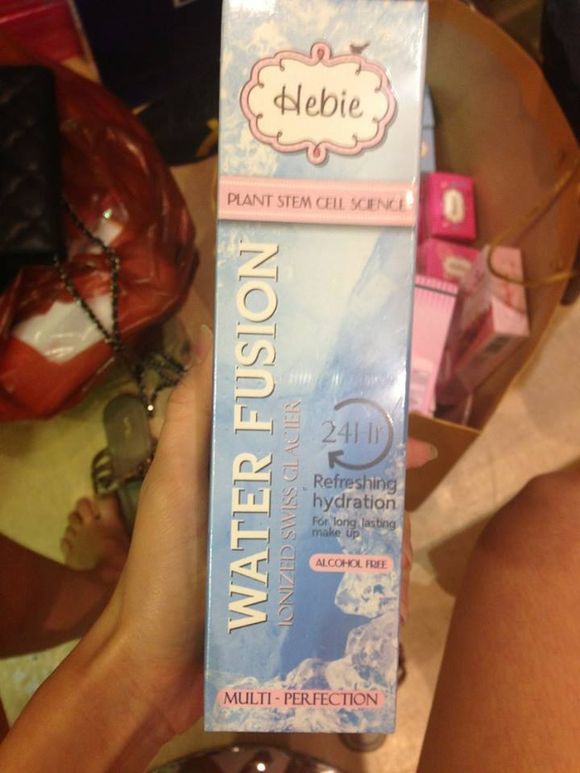 Hebie
PLANT STEM CELL SCIENCE
WATER FUSION
IONIZED SWISS GLACIER
24Hr
Refreshing
hydration
For long lasting
make up
ALCOHOL FREE
MULTI - PERFECTION